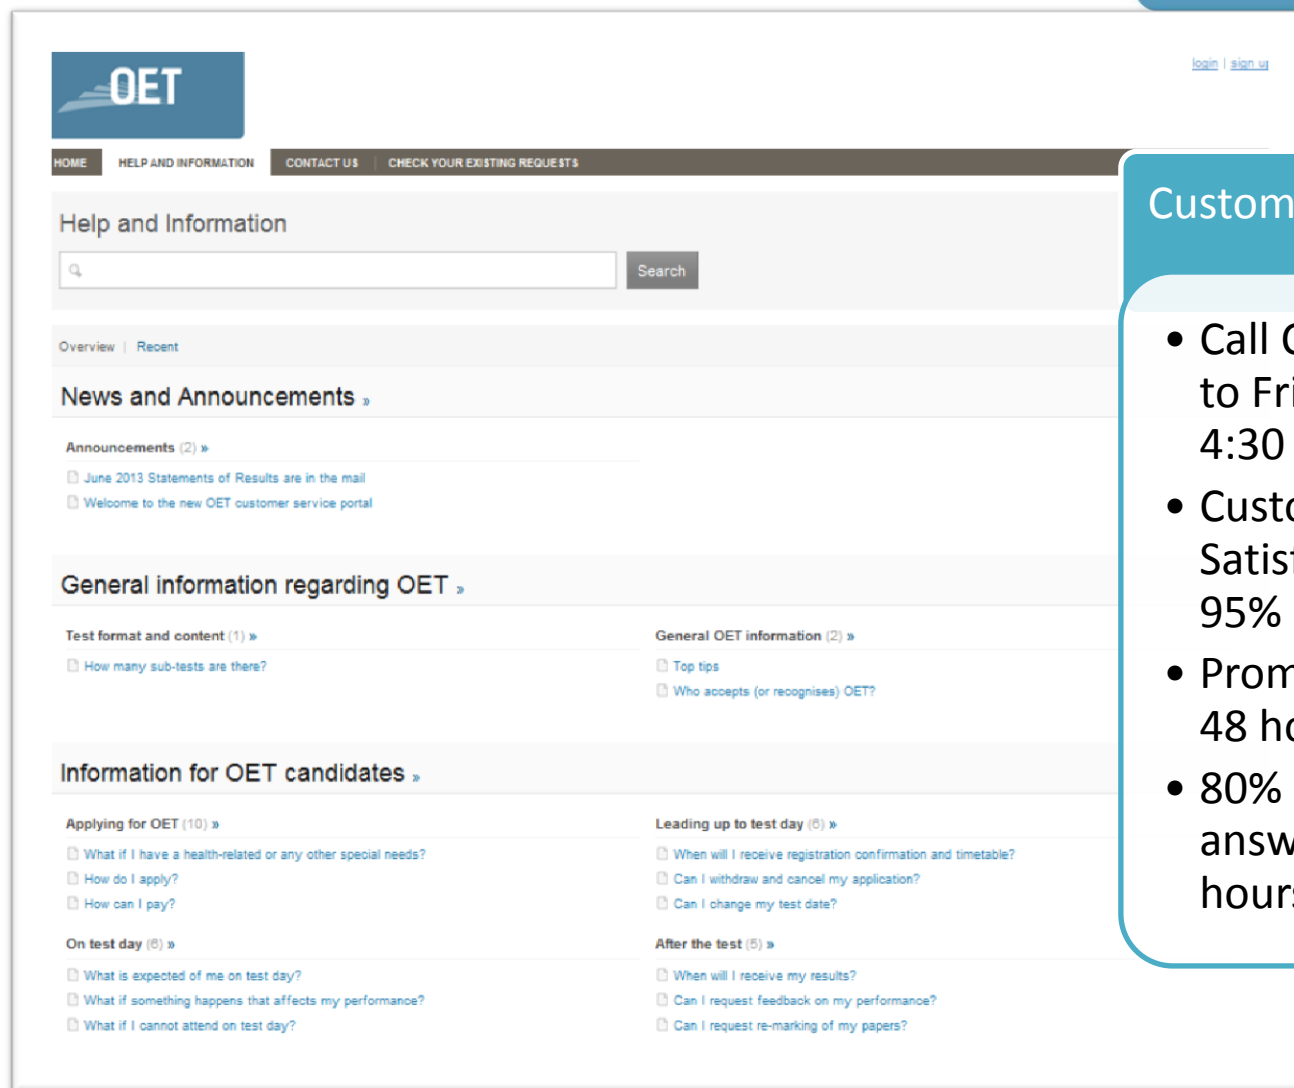 OET
login | sign up
HOME HELP AND INFORMATION CONTACT US CHECK YOUR EXISTING REQUESTS
Help and Information
Search
Overview | Recent
News and Announcements »
Announcements (2) »
June 2013 Statements of Results are in the mail
Welcome to the new OET customer service portal
General information regarding OET »
Test format and content (1) »
How many sub-tests are there?
General OET information (2) »
Top tips
Who accepts (or recognises) OET?
Information for OET candidates »
Applying for OET (10) »
What if I have a health-related or any other special needs?
How do I apply?
How can I pay?
Leading up to test day (6) »
When will I receive registration confirmation and timetable?
Can I withdraw and cancel my application?
Can I change my test date?
On test day (6) »
What is expected of me on test day?
What if something happens that affects my performance?
What if I cannot attend on test day?
After the test (5) »
When will I receive my results?
Can I request feedback on my performance?
Can I request re-marking of my papers?
• Call
to
4:30
•
95%
•
48
• 80%